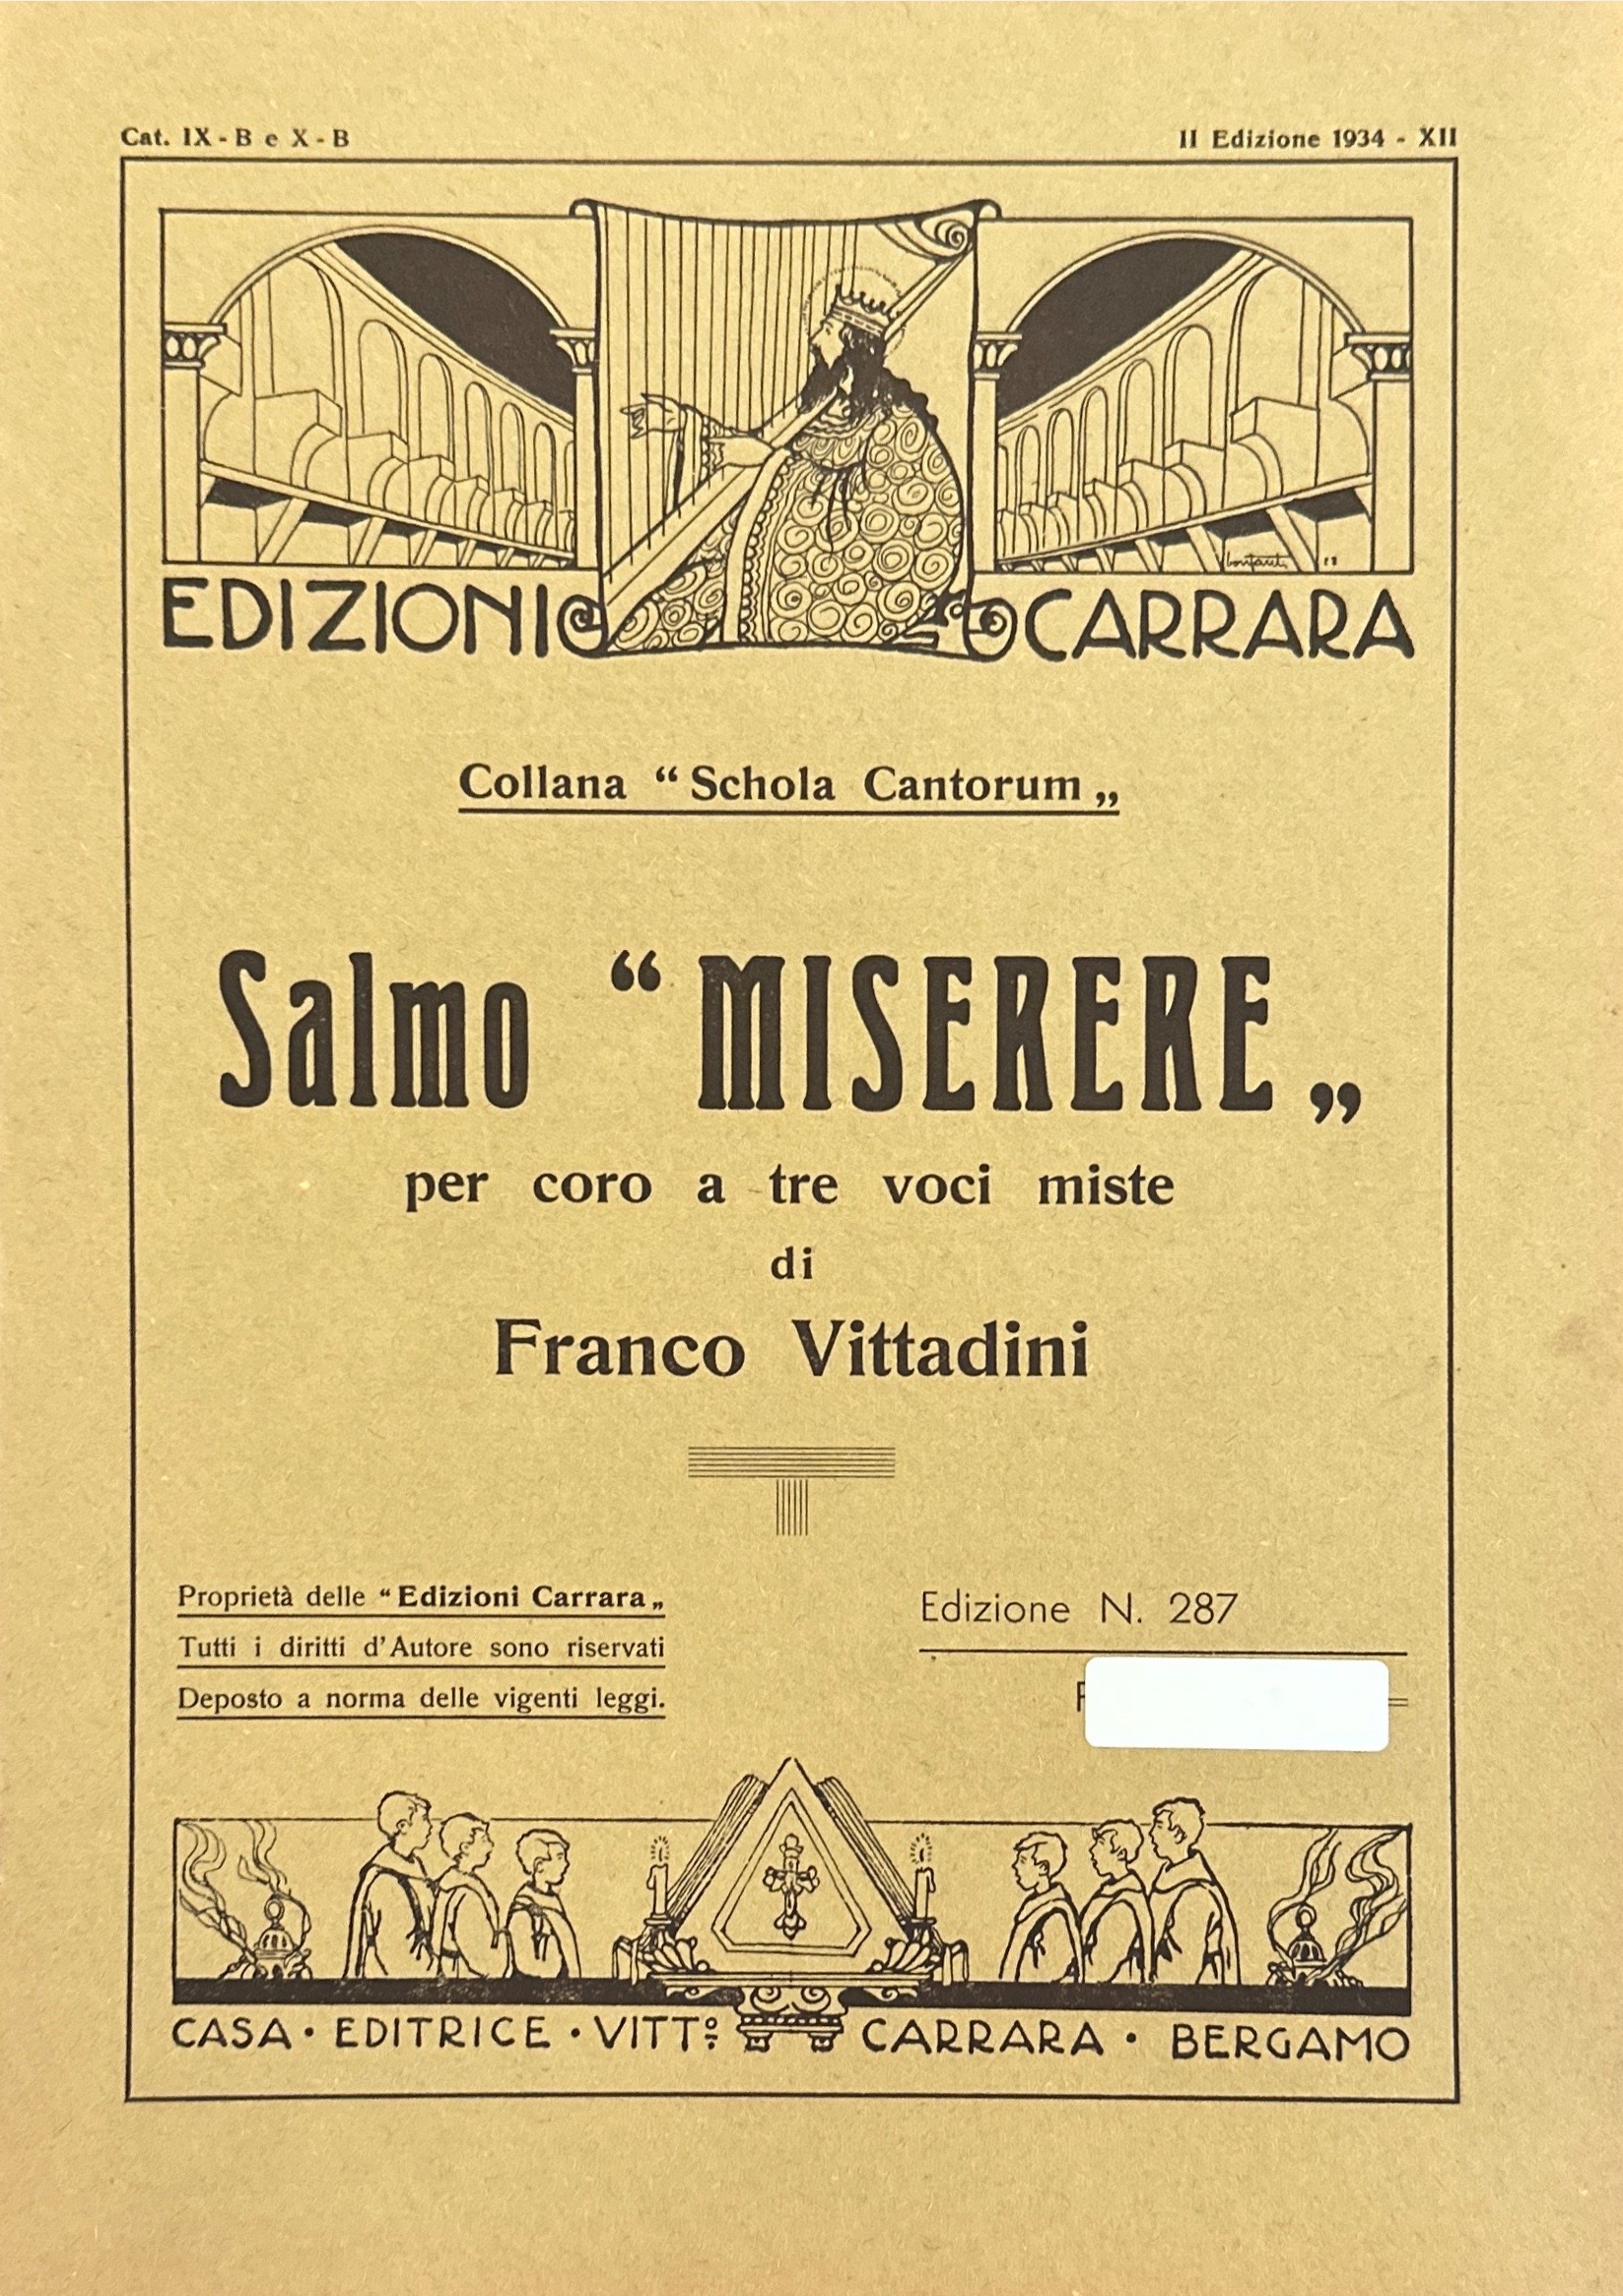 Cat. IX - B e X - B
II Edizione 1934 - XII
EDIZIONI CARRARA
Collana “ Schola Cantorum „
Salmo “ MISERERE „
per coro a tre voci miste
di
Franco Vittadini
Proprietà delle “ Edizioni Carrara „
Tutti i diritti d'Autore sono riservati
Deposto a norma delle vigenti leggi.
Edizione N. 287
CASA • EDITRICE • VITTº CARRARA • BERGAMO